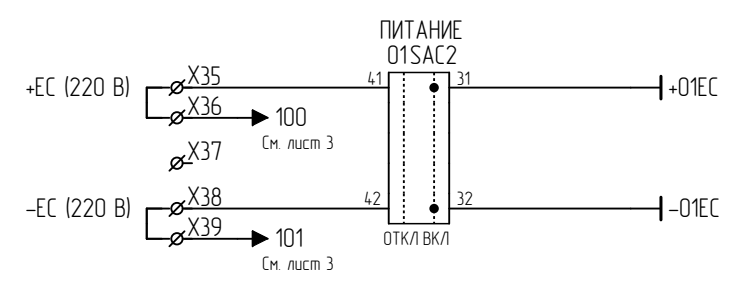 ПИТАНИЕ
01SAC2
+ЕС (220 В)
X35
41
31
+01ЕС
X36
100
См. лист 3
X37
–ЕС (220 В)
X38
42
32
–01ЕС
X39
101
ОТКЛ ВКЛ
См. лист 3